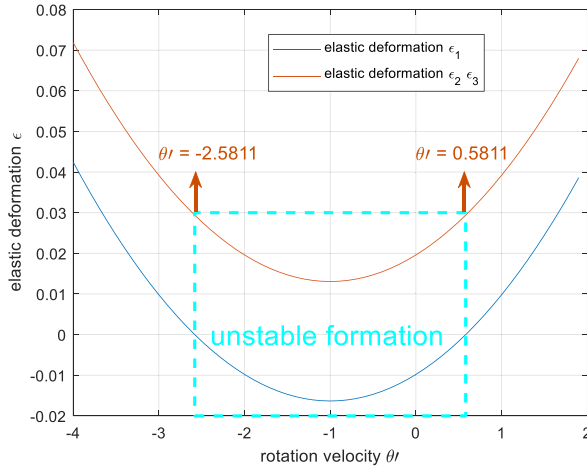 0.08
0.07
0.06
0.05
0.04
0.03
0.02
0.01
0
-0.01
-0.02
elastic deformation ϵ
elastic deformation ϵ₁
elastic deformation ϵ₂ ϵ₃
θ′ = -2.5811
θ′ = 0.5811
unstable formation
-4 -3 -2 -1 0 1 2
rotation velocity θ′